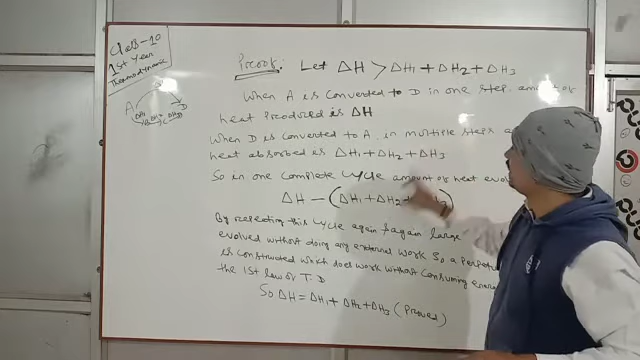 Class-10
1st Year
Thermodynamic
A D
Proof: Let ΔH > ΔH1 + ΔH2 + ΔH3
When A is converted to D in one step. amount of
heat produced is ΔH
When D is converted to A in multiple steps
heat absorbed is ΔH1 + ΔH2 + ΔH3
So in one complete cycle amount of heat
ΔH - (ΔH1 + ΔH2 +
By repeating this cycle again & again large
evolved without doing any external work So a
is constructed which does work without consuming
the 1st law of T.D
So ΔH = ΔH1 + ΔH2 + ΔH3 (Proved)